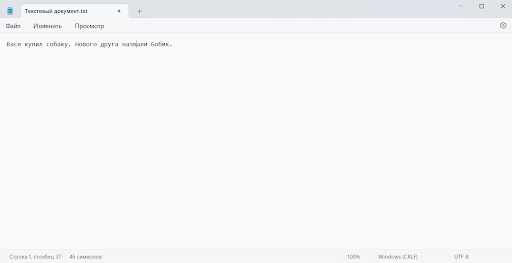 Текстовый документ.txt
Файл Изменить Просмотр
Вася купил собаку. Нового друга назвали Бобик.
Строка 1, столбец 37 46 символов 100% Windows (CRLF) UTF-8